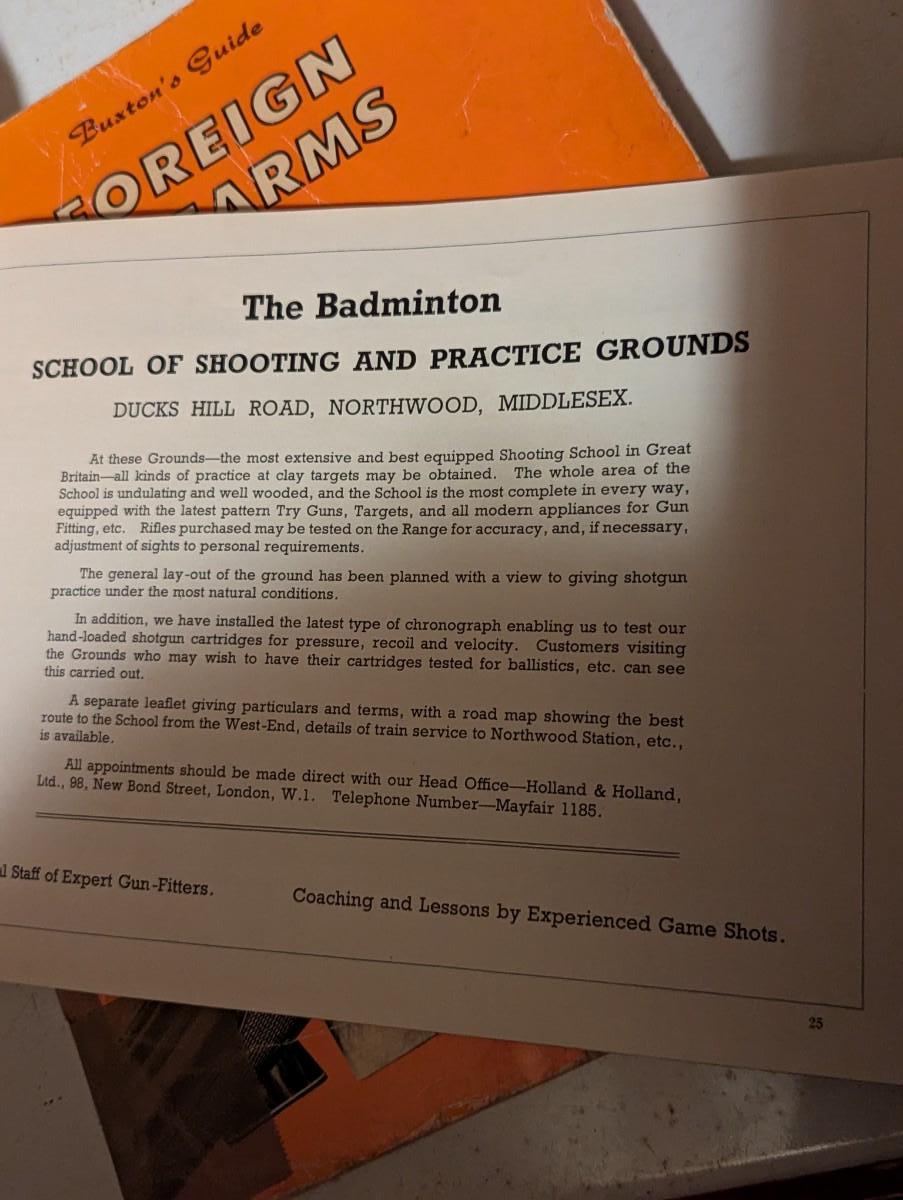 Buxton's Guide
FOREIGN
ARMS
The Badminton
SCHOOL OF SHOOTING AND PRACTICE GROUNDS
DUCKS HILL ROAD, NORTHWOOD, MIDDLESEX.
At these Grounds—the most extensive and best equipped Shooting School in Great
Britain—all kinds of practice at clay targets may be obtained. The whole area of the
School is undulating and well wooded, and the School is the most complete in every way,
equipped with the latest pattern Try Guns, Targets, and all modern appliances for Gun
Fitting, etc. Rifles purchased may be tested on the Range for accuracy, and, if necessary,
adjustment of sights to personal requirements.
The general lay-out of the ground has been planned with a view to giving shotgun
practice under the most natural conditions.
In addition, we have installed the latest type of chronograph enabling us to test our
hand-loaded shotgun cartridges for pressure, recoil and velocity. Customers visiting
the Grounds who may wish to have their cartridges tested for ballistics, etc. can see
this carried out.
A separate leaflet giving particulars and terms, with a road map showing the best
route to the School from the West-End, details of train service to Northwood Station, etc.,
is available.
All appointments should be made direct with our Head Office—Holland & Holland,
Ltd., 98, New Bond Street, London, W.1. Telephone Number—Mayfair 1185.
Staff of Expert Gun-Fitters. Coaching and Lessons by Experienced Game Shots.
25